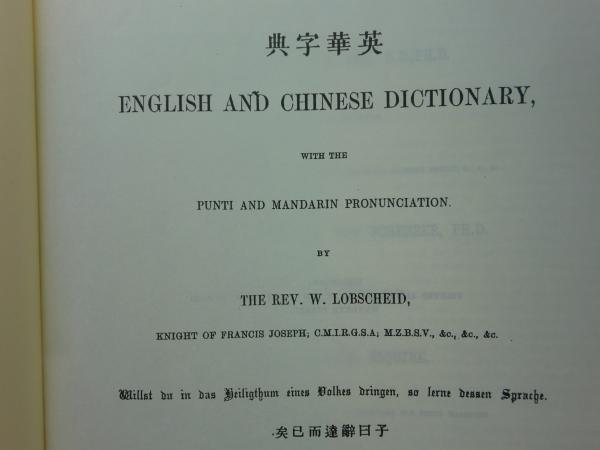 英華字典
ENGLISH AND CHINESE DICTIONARY,
WITH THE
PUNTI AND MANDARIN PRONUNCIATION.
BY
THE REV. W. LOBSCHEID,
KNIGHT OF FRANCIS JOSEPH; C.M.I.R.G.S.A; M.Z.B.S.V., &c., &c., &c.
Willst du in das Heiligthum eines Volkes dringen, so lerne dessen Sprache.
子曰辭達而已矣.